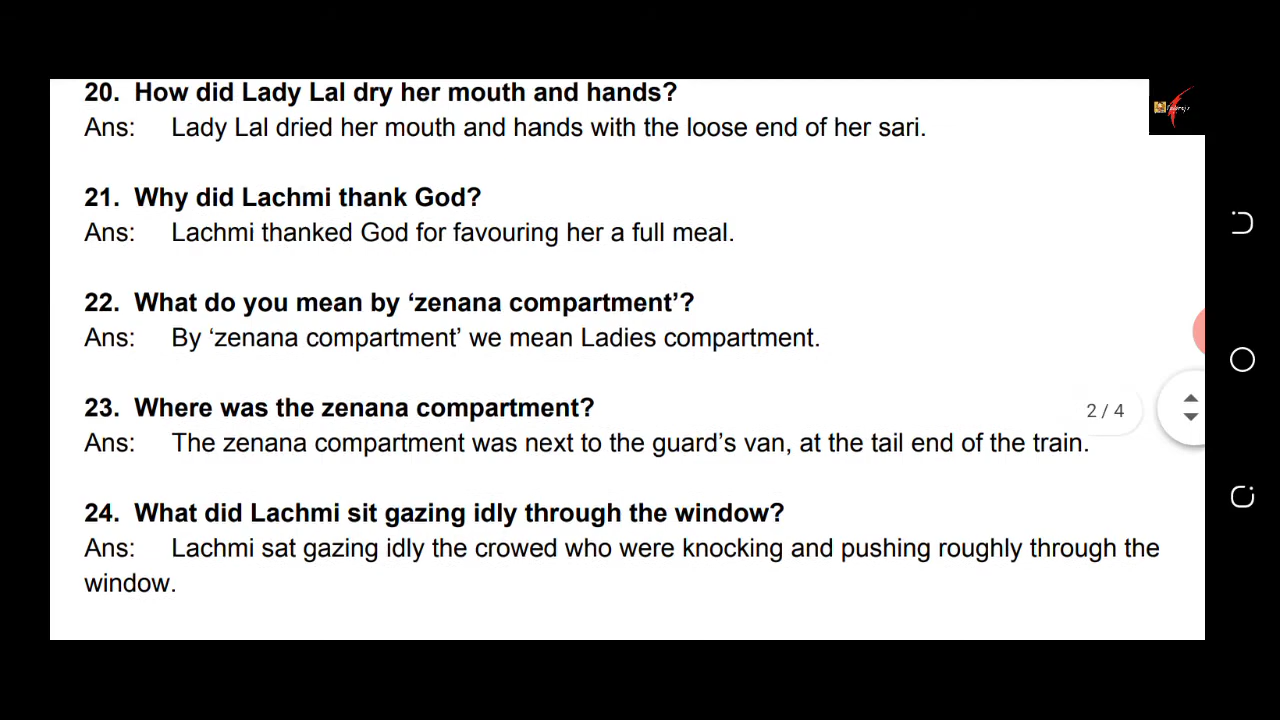 20. How did Lady Lal dry her mouth and hands?
Ans: Lady Lal dried her mouth and hands with the loose end of her sari.
21. Why did Lachmi thank God?
Ans: Lachmi thanked God for favouring her a full meal.
22. What do you mean by ‘zenana compartment’?
Ans: By ‘zenana compartment’ we mean Ladies compartment.
23. Where was the zenana compartment?
2 / 4
Ans: The zenana compartment was next to the guard’s van, at the tail end of the train.
24. What did Lachmi sit gazing idly through the window?
Ans: Lachmi sat gazing idly the crowed who were knocking and pushing roughly through the
window.